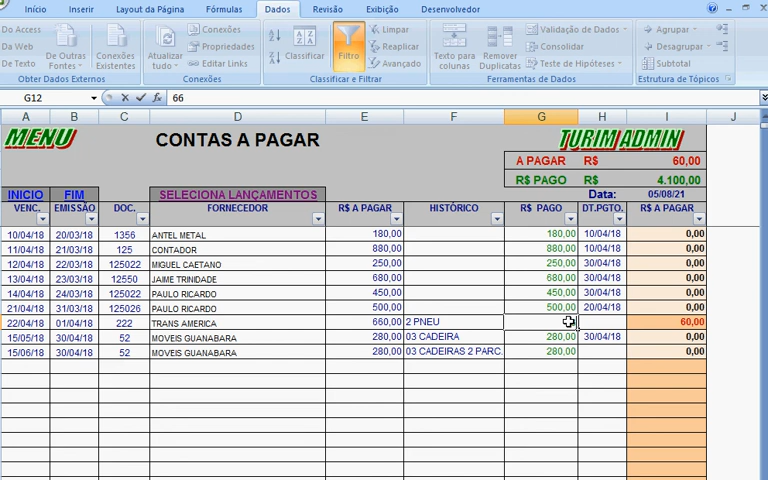 Início Inserir Layout da Página Fórmulas Dados Revisão Exibição Desenvolvedor
Do Access
Da Web
De Texto
De Outras Fontes
Conexões Existentes
Obter Dados Externos
Atualizar tudo
Conexões
Propriedades
Editar Links
Conexões
Classificar
Filtro
Limpar
Reaplicar
Avançado
Classificar e Filtrar
Texto para colunas
Remover Duplicatas
Validação de Dados
Consolidar
Teste de Hipóteses
Ferramentas de Dados
Agrupar
Desagrupar
Subtotal
Estrutura de Tópicos
G12 fx 66
A B C D E F G H I J
MENU CONTAS A PAGAR TURIM ADMIN
A PAGAR R$ 60,00
R$ PAGO R$ 4.100,00
INICIO FIM SELECIONA LANÇAMENTOS Data: 05/08/21
VENC. EMISSÃO DOC. FORNECEDOR R$ A PAGAR HISTÓRICO R$ PAGO DT.PGTO. R$ A PAGAR
10/04/18 20/03/18 1356 ANTEL METAL 180,00 180,00 10/04/18 0,00
11/04/18 21/03/18 125 CONTADOR 880,00 880,00 30/04/18 0,00
12/04/18 22/03/18 125022 MIGUEL CAETANO 250,00 250,00 30/04/18 0,00
13/04/18 23/03/18 12550 JAIME TRINIDADE 680,00 680,00 30/04/18 0,00
14/04/18 24/03/18 125022 PAULO RICARDO 450,00 450,00 30/04/18 0,00
21/04/18 31/03/18 125026 PAULO RICARDO 500,00 500,00 20/04/18 0,00
22/04/18 01/04/18 222 TRANS AMERICA 660,00 2 PNEU 60,00
15/05/18 30/04/18 52 MOVEIS GUANABARA 280,00 03 CADEIRA 280,00 30/04/18 0,00
15/06/18 30/04/18 52 MOVEIS GUANABARA 280,00 03 CADEIRAS 2 PARC. 280,00 0,00